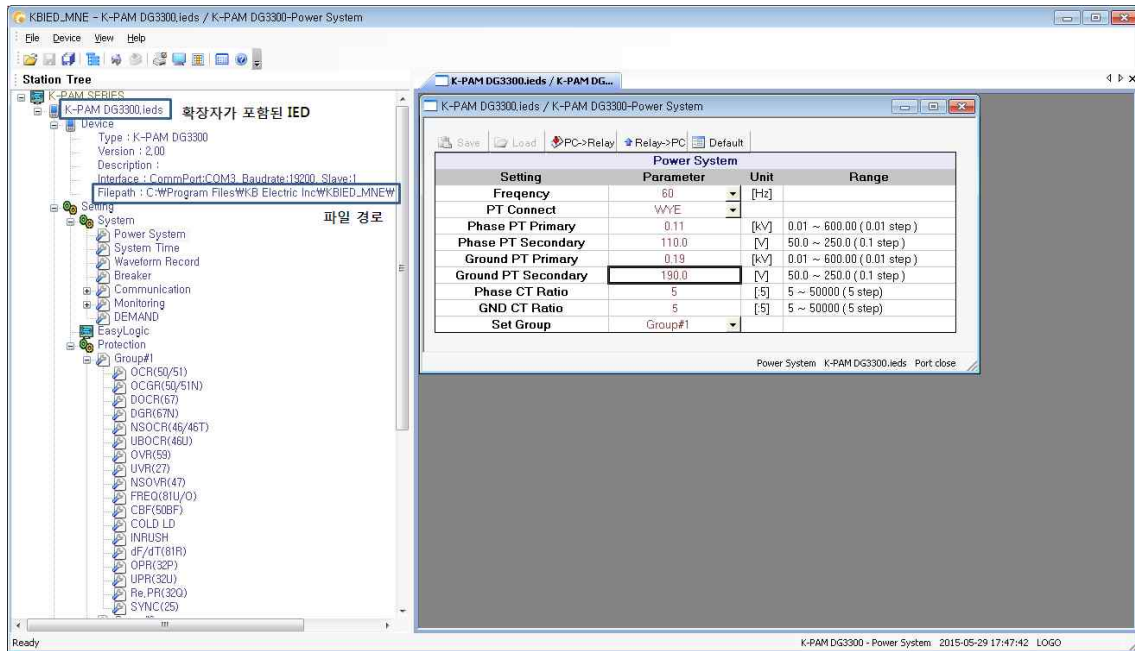 KBIED_MNE - K-PAM DG3300.ieds / K-PAM DG3300-Power System
File Device View Help
Station Tree
K-PAM SERIES
K-PAM DG3300.ieds 확장자가 포함된 IED
Device
Type : K-PAM DG3300
Version : 2,00
Description :
Interface : CommPort:COM3, Baudrate:19200, Slave:1
Filepath : C:₩Program Files₩KB Electric Inc₩KBIED_MNE₩
파일 경로
Setting
System
Power System
System Time
Waveform Record
Breaker
Communication
Monitoring
DEMAND
EasyLogic
Protection
Group#1
OCR(50/51)
OCGR(50/51N)
DOCR(67)
DGR(67N)
NSOCR(46/46T)
UBOCR(46U)
OVR(59)
UVR(27)
NSOVR(47)
FREQ(81U/O)
CBF(50BF)
COLD LD
INRUSH
dF/dT(81R)
OPR(32P)
UPR(32U)
Re,PR(32Q)
SYNC(25)
K-PAM DG3300.ieds / K-PAM DG...
K-PAM DG3300.ieds / K-PAM DG3300-Power System
Save Load PC->Relay Relay->PC Default
Power System
Setting Parameter Unit Range
Freqency 60 [Hz]
PT Connect WYE
Phase PT Primary 0.11 [kV] 0.01 ~ 600.00 ( 0.01 step )
Phase PT Secondary 110.0 [V] 50.0 ~ 250.0 ( 0.1 step )
Ground PT Primary 0.19 [kV] 0.01 ~ 600.00 ( 0.01 step )
Ground PT Secondary 190.0 [V] 50.0 ~ 250.0 ( 0.1 step )
Phase CT Ratio 5 [:5] 5 ~ 50000 ( 5 step)
GND CT Ratio 5 [:5] 5 ~ 50000 ( 5 step)
Set Group Group#1
Power System K-PAM DG3300.ieds Port close
Ready K-PAM DG3300 - Power System 2015-05-29 17:47:42 LOGO